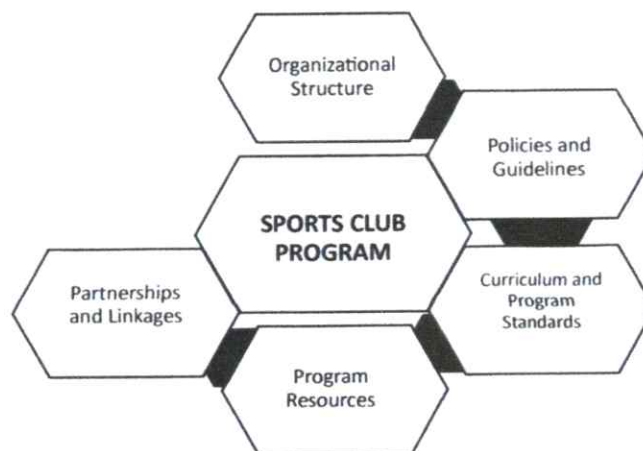 Organizational
Structure
Policies and
Guidelines
SPORTS CLUB
PROGRAM
Curriculum and
Program
Standards
Partnerships
and Linkages
Program
Resources